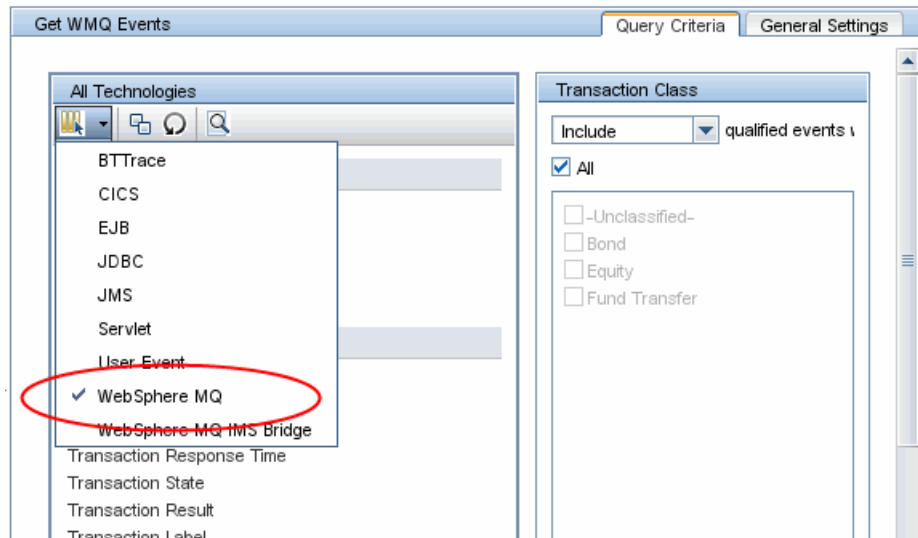 Get WMQ Events
Query Criteria
General Settings
All Technologies
BTTrace
CICS
EJB
JDBC
JMS
Servlet
User Event
WebSphere MQ
WebSphere MQ IMS Bridge
Transaction Response Time
Transaction State
Transaction Result
Transaction Label
Transaction Class
Include
qualified events
All
-Unclassified-
Bond
Equity
Fund Transfer